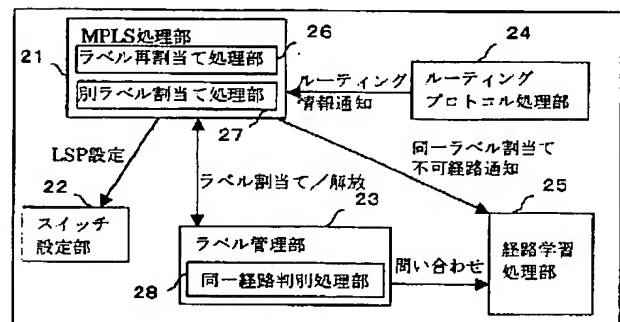 MPLS処理部
26
21
ラベル再割当て処理部
24
別ラベル割当て処理部
27
ルーティング
情報通知
ルーティング
プロトコル処理部
LSP設定
ラベル割当て/解放
同一ラベル割当て
不可経路通知
22
スイッチ
設定部
23
25
ラベル管理部
28
同一経路判別処理部
問い合わせ
経路学習
処理部